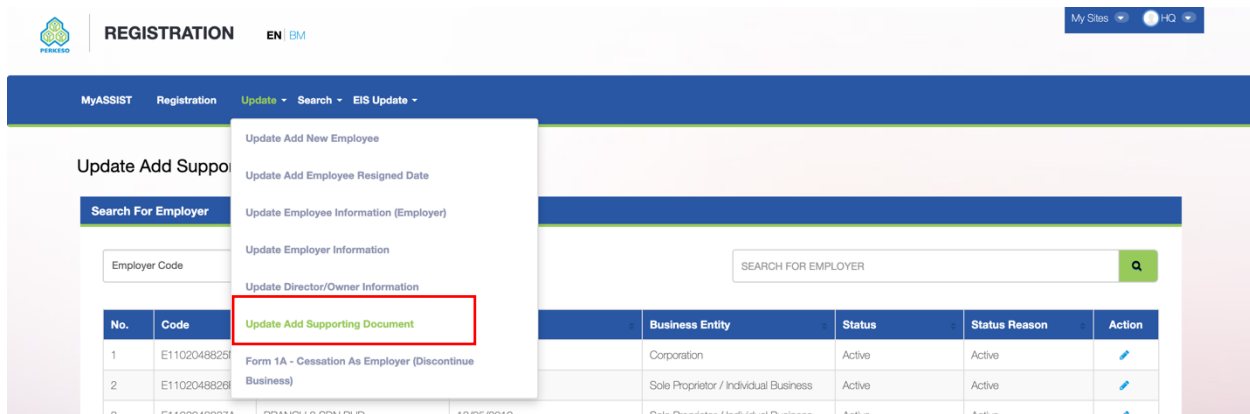 My Sites HQ
REGISTRATION EN | BM
PERKESO
MyASSIST Registration Update Search EIS Update
Update Add New Employee
Update Add Suppo
Update Add Employee Resigned Date
Search For Employer
Update Employee Information (Employer)
Update Employer Information
Employer Code
SEARCH FOR EMPLOYER
Update Director/Owner Information
Update Add Supporting Document
No. Code Business Entity Status Status Reason Action
1 E1102048825 Corporation Active Active
Form 1A - Cessation As Employer (Discontinue
Business)
2 E1102048826 Sole Proprietor / Individual Business Active Active